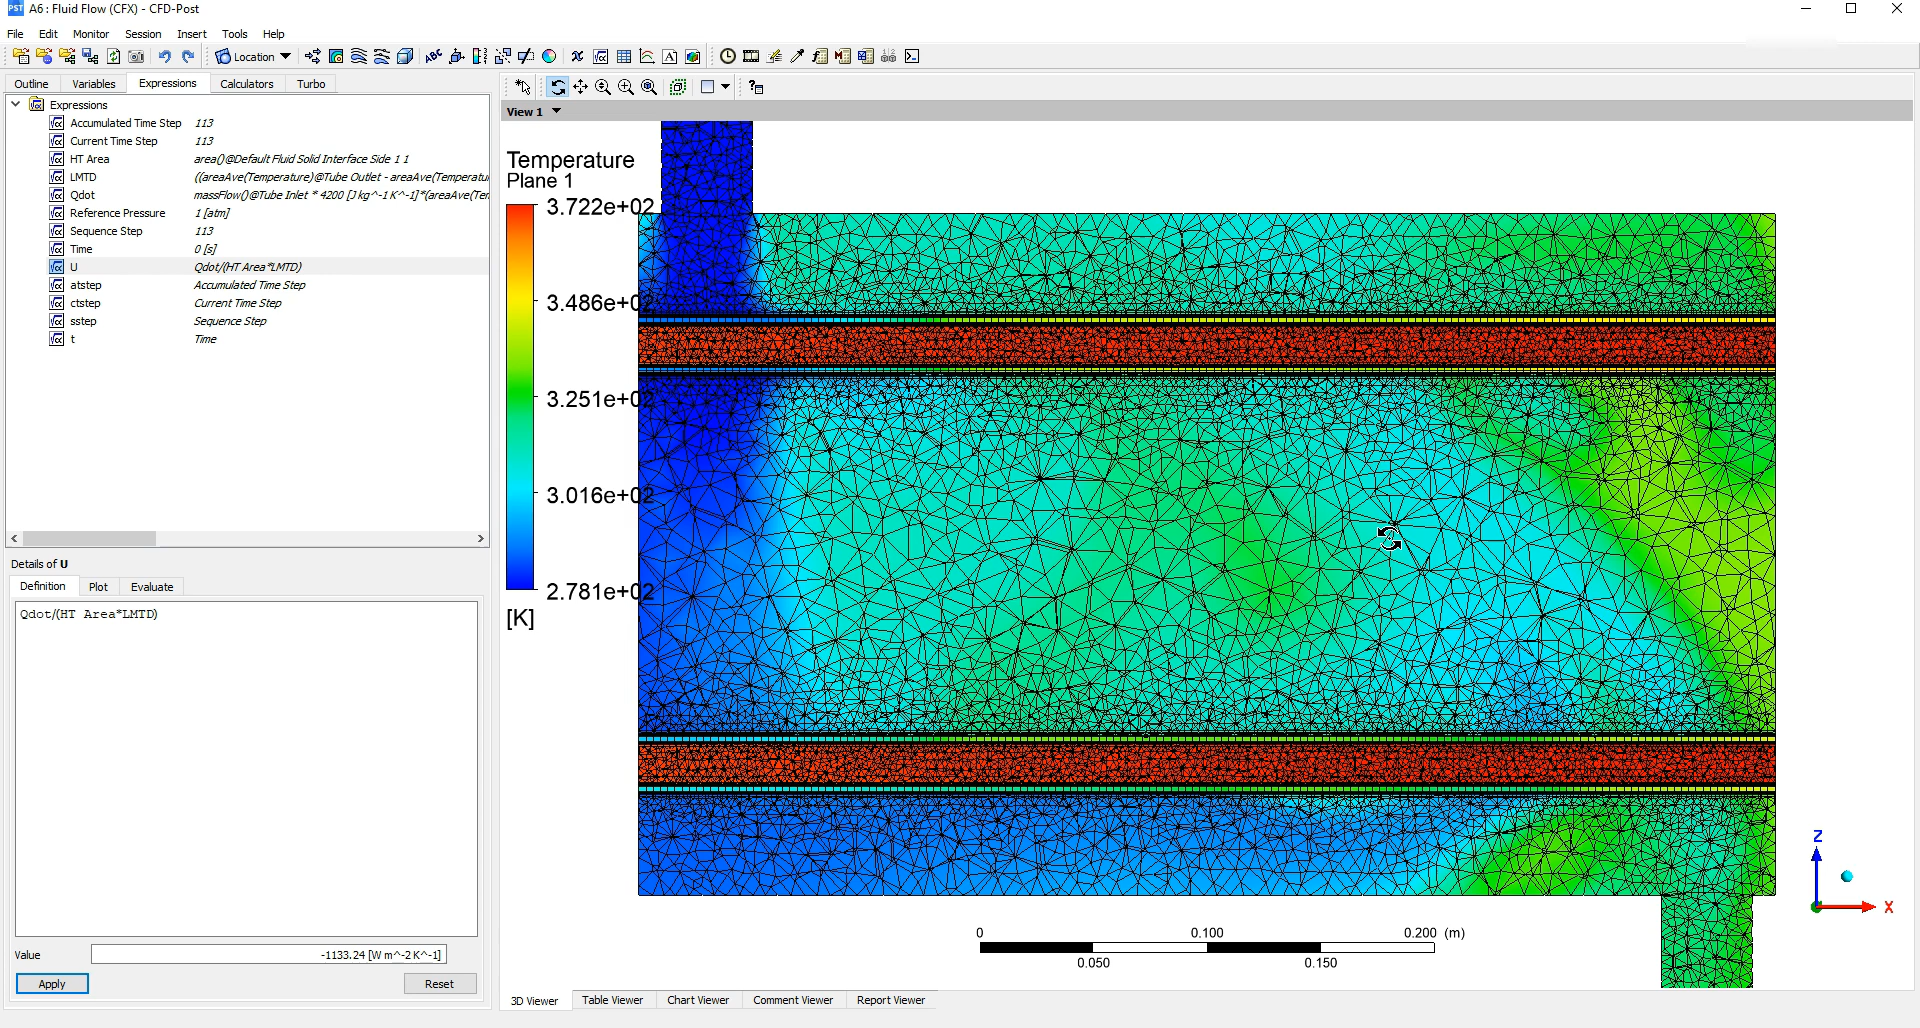 A6 : Fluid Flow (CFX) - CFD-Post
File Edit Monitor Session Insert Tools Help
Location
Outline Variables Expressions Calculators Turbo
Expressions
Accumulated Time Step 113
Current Time Step 113
HT Area area()@Default Fluid Solid Interface Side 1 1
LMTD ((areaAve(Temperature)@Tube Outlet - areaAve(Temperatu
Qdot massFlow()@Tube Inlet * 4200 [J kg^-1 K^-1]*(areaAve(Ten
Reference Pressure 1 [atm]
Sequence Step 113
Time 0 [s]
U Qdot/(HT Area*LMTD)
atstep Accumulated Time Step
ctstep Current Time Step
sstep Sequence Step
t Time
Details of U
Definition Plot Evaluate
Qdot/(HT Area*LMTD)
Value -1133.24 [W m^-2 K^-1]
Apply Reset
View 1
Temperature
Plane 1
3.722e+02
3.486e+02
3.251e+02
3.016e+02
2.781e+02
[K]
0 0.100 0.200 (m)
0.050 0.150
Z
X
3D Viewer Table Viewer Chart Viewer Comment Viewer Report Viewer